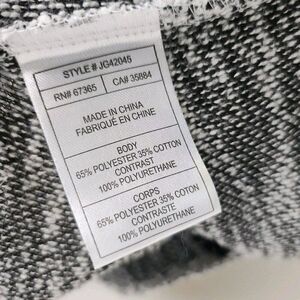 STYLE # JG42045
RN# 67365 CA# 35884
MADE IN CHINA
FABRIQUÉ EN CHINE
BODY
65% POLYESTER 35% COTTON
CONTRAST
100% POLYURETHANE
CORPS
65% POLYESTER 35% COTON
CONTRASTE
100% POLYURETHANE